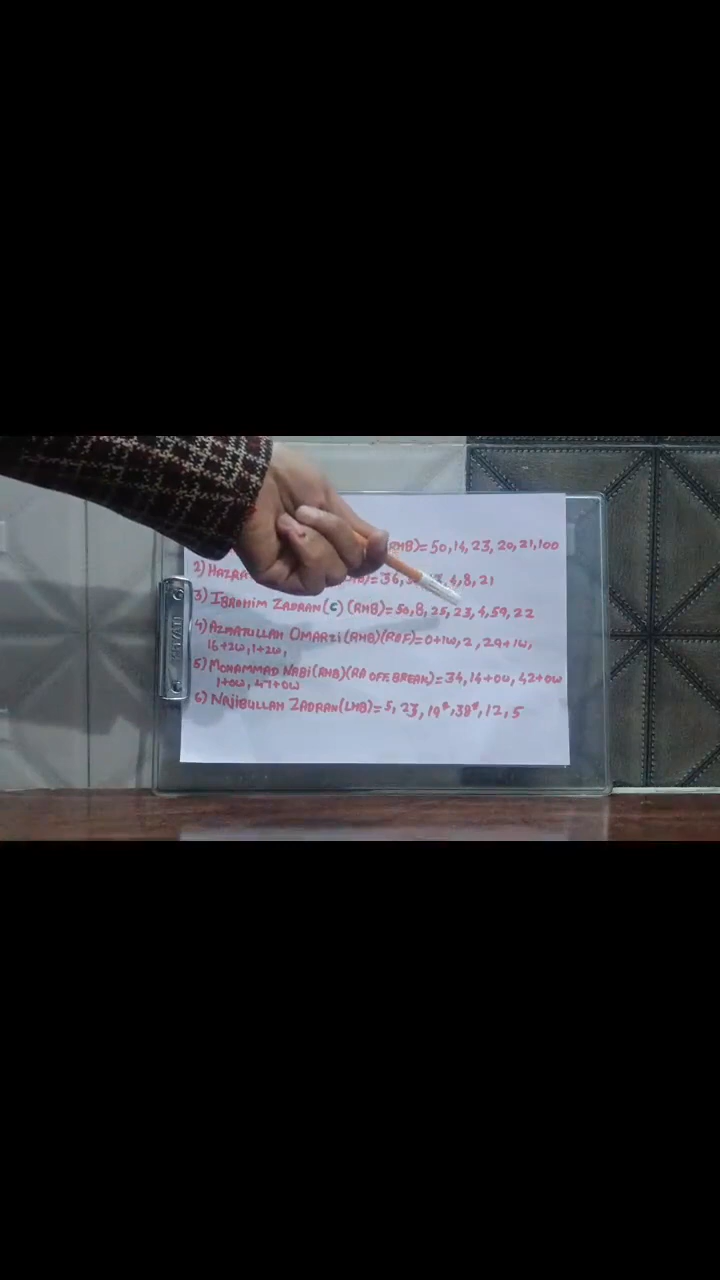 RHB)=50,14,23,20,21,100
2) HAZRA )=36, 4,8,21
3) IBRAHIM ZADRAN(C)(RHB)=50,8,25,23,4,59,22
4) AZMATULLAH OMARZI(RHB)(RAF)=0+1W,2,29+1W,
16+2W,1+2W,
5) MOHAMMAD NABI(RHB)(RA OFF BREAK)=34,14+0W,42+0W
1+0W,47+0W
6) NAJIBULLAH ZADRAN(LHB)=5,23,19*,38*,12,5